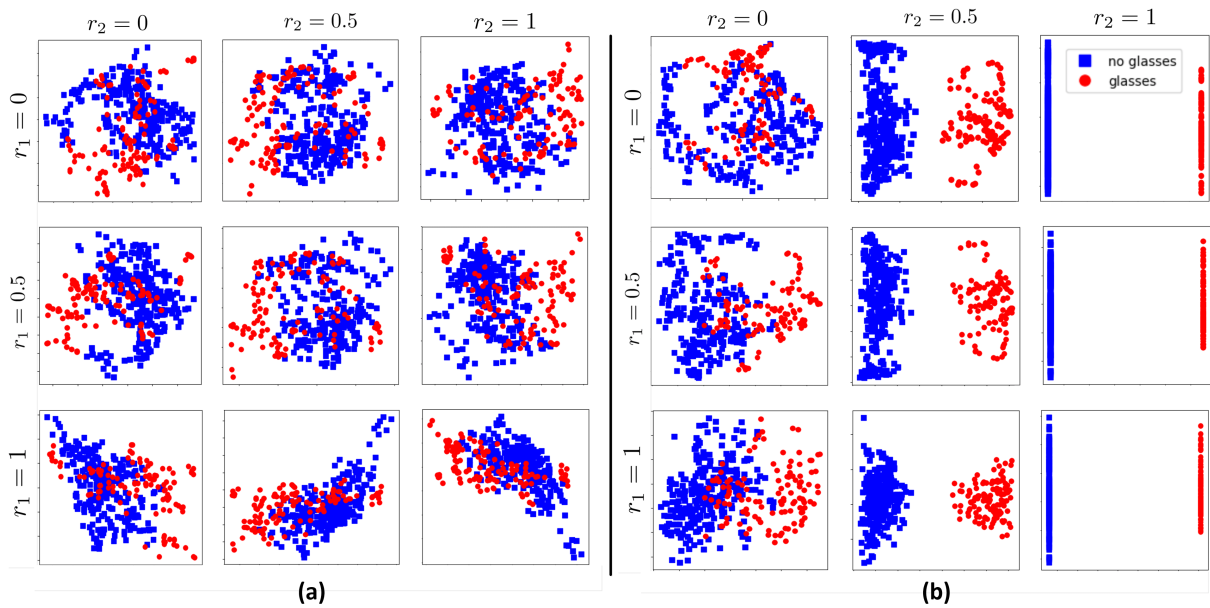 r₂ = 0 r₂ = 0.5 r₂ = 1 r₂ = 0 r₂ = 0.5 r₂ = 1
r₁ = 0 r₁ = 0
no glasses
glasses
r₁ = 0.5 r₁ = 0.5
r₁ = 1 r₁ = 1
(a) (b)